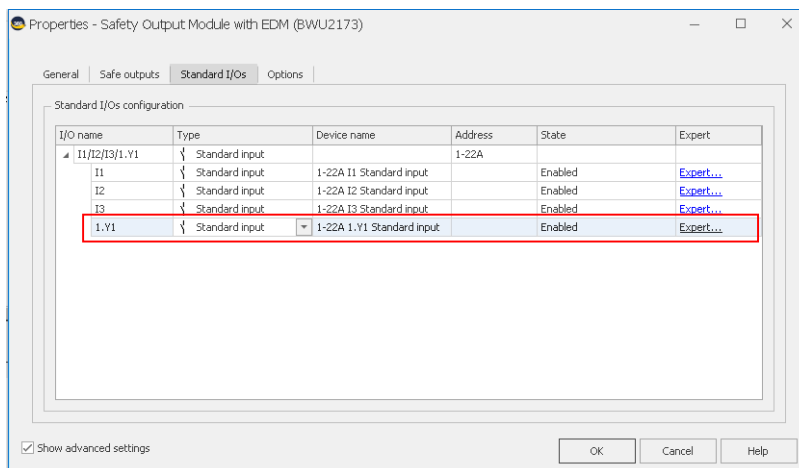 Properties - Safety Output Module with EDM (BWU2173)
General Safe outputs Standard I/Os Options
Standard I/Os configuration
I/O name Type Device name Address State Expert
I1/I2/I3/1.Y1 Standard input 1-22A
I1 Standard input 1-22A I1 Standard input Enabled Expert...
I2 Standard input 1-22A I2 Standard input Enabled Expert...
I3 Standard input 1-22A I3 Standard input Enabled Expert...
1.Y1 Standard input 1-22A 1.Y1 Standard input Enabled Expert...
Show advanced settings OK Cancel Help